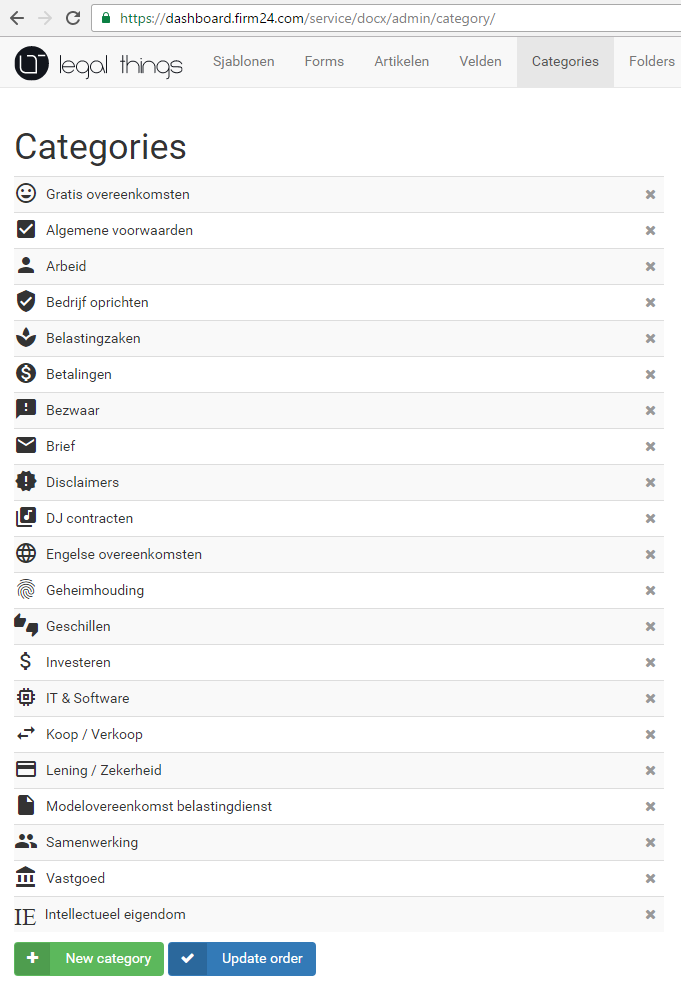 https://dashboard.firm24.com/service/docx/admin/category/
legal things Sjablonen Forms Artikelen Velden Categories Folders
Categories
Gratis overeenkomsten
Algemene voorwaarden
Arbeid
Bedrijf oprichten
Belastingzaken
Betalingen
Bezwaar
Brief
Disclaimers
DJ contracten
Engelse overeenkomsten
Geheimhouding
Geschillen
Investeren
IT & Software
Koop / Verkoop
Lening / Zekerheid
Modelovereenkomst belastingdienst
Samenwerking
Vastgoed
IE Intellectueel eigendom
New category Update order